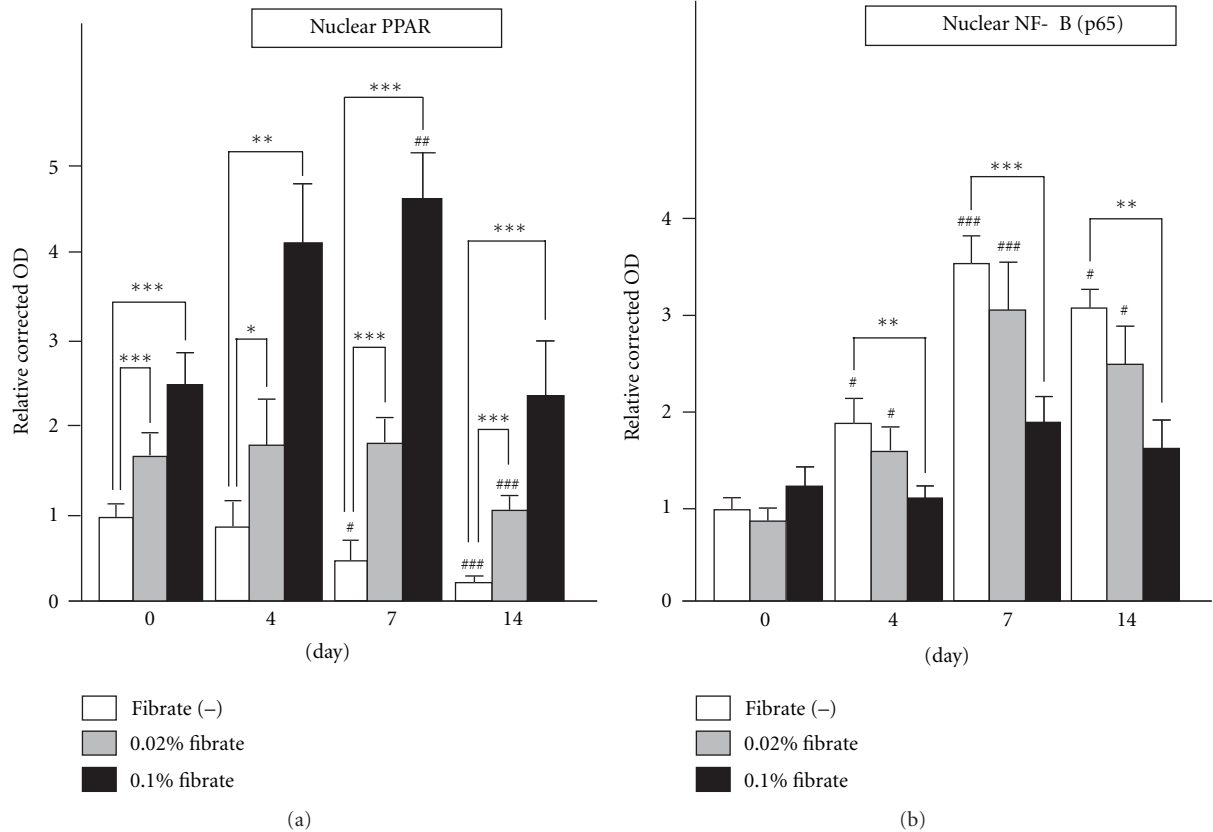 Nuclear PPAR
Relative corrected OD
5
4
3
2
1
0
***
***
**
*
***
***
#
##
***
***
###
###
0 4 7 14
(day)
Fibrate (–)
0.02% fibrate
0.1% fibrate
(a)
Nuclear NF- B (p65)
Relative corrected OD
4
3
2
1
0
**
#
#
***
###
###
**
#
#
0 4 7 14
(day)
Fibrate (–)
0.02% fibrate
0.1% fibrate
(b)